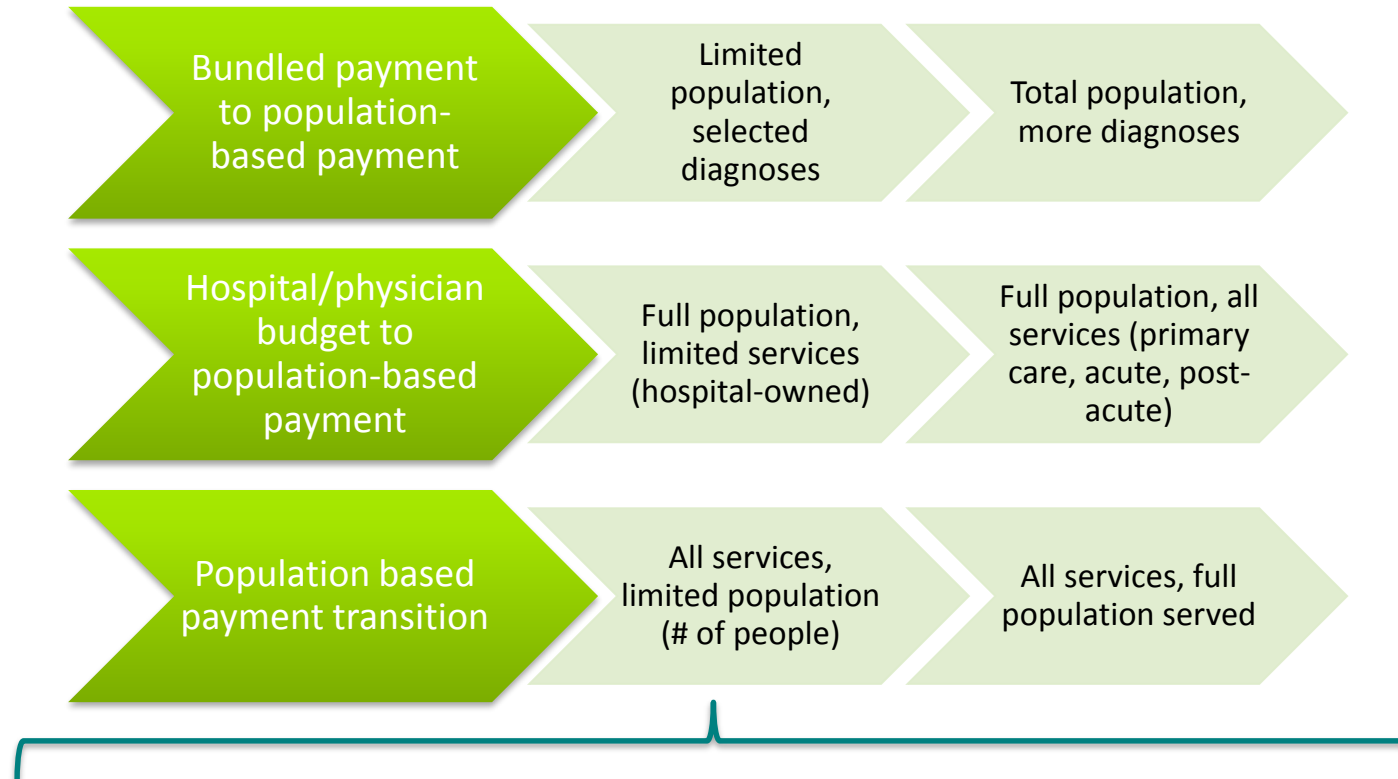 Bundled payment
to population-
based payment
Limited
population,
selected
diagnoses
Total population,
more diagnoses
Hospital/physician
budget to
population-based
payment
Full population,
limited services
(hospital-owned)
Full population, all
services (primary
care, acute, post-
acute)
Population based
payment transition
All services,
limited population
(# of people)
All services, full
population served